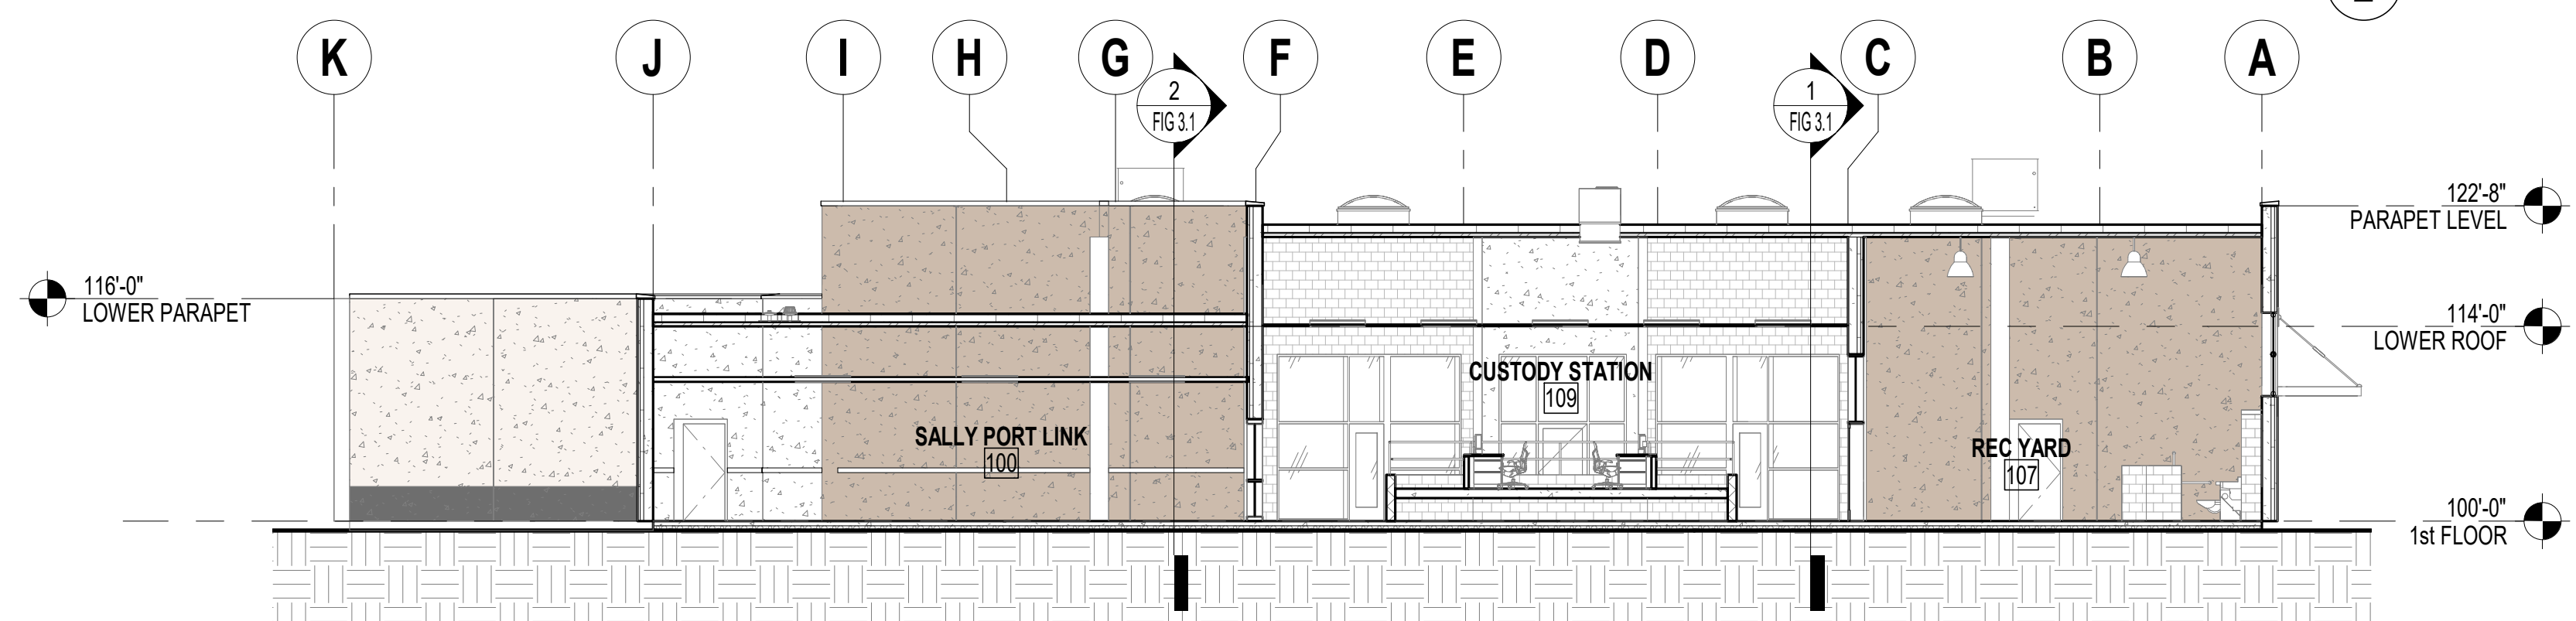 K
J
I
H
G
F
E
D
C
B
A
2
FIG 3.1
1
FIG 3.1
122'-8"
PARAPET LEVEL
116'-0"
LOWER PARAPET
114'-0"
LOWER ROOF
CUSTODY STATION
109
SALLY PORT LINK
100
REC YARD
107
100'-0"
1st FLOOR